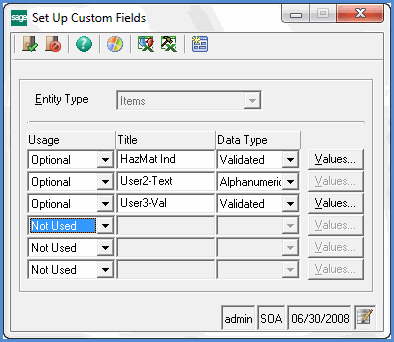 sage Set Up Custom Fields
Entity Type Items
Usage Title Data Type
Optional HazMat Ind Validated Values...
Optional User2-Text Alphanumeric Values...
Optional User3-Val Validated Values...
Not Used Values...
Not Used Values...
Not Used Values...
admin SOA 06/30/2008